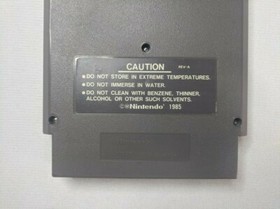 CAUTION
• DO NOT STORE IN EXTREME TEMPERATURES.
• DO NOT IMMERSE IN WATER.
• DO NOT CLEAN WITH BENZENE, THINNER,
ALCOHOL OR OTHER SUCH SOLVENTS.
©®Nintendo® 1985